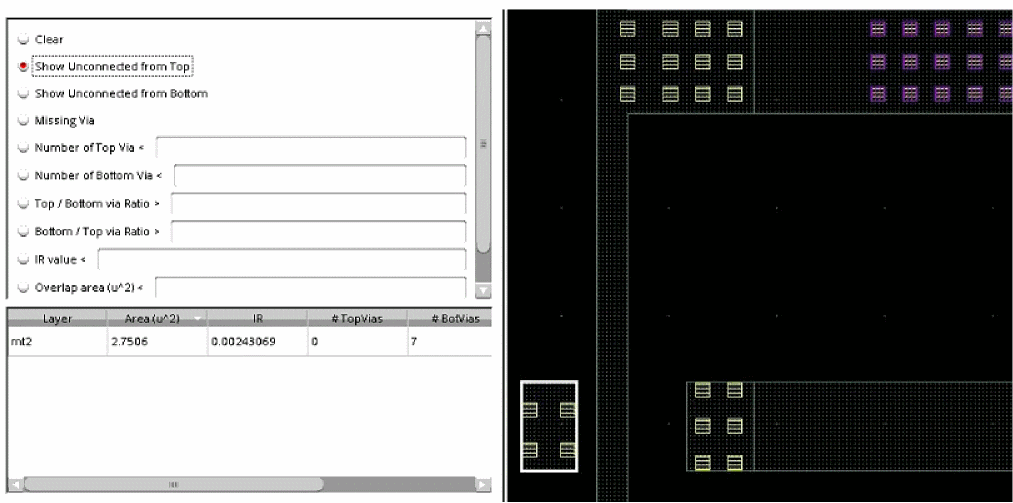 Clear
Show Unconnected from Top
Show Unconnected from Bottom
Missing Via
Number of Top Via <
Number of Bottom Via <
Top / Bottom via Ratio >
Bottom / Top via Ratio >
IR value <
Overlap area (u^2) <
Layer Area (u^2) IR # TopVias # BotVias
mt2 2.7506 0.00243069 0 7